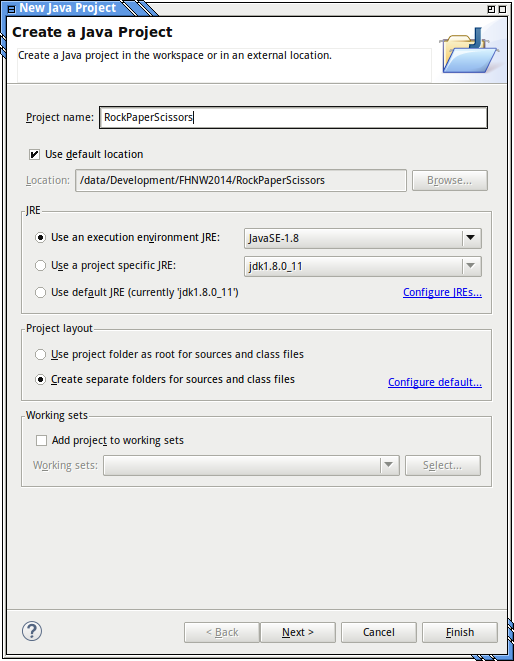 New Java Project
Create a Java Project
Create a Java project in the workspace or in an external location.
Project name: RockPaperScissors
Use default location
Location: /data/Development/FHNW2014/RockPaperScissors Browse...
JRE
Use an execution environment JRE: JavaSE-1.8
Use a project specific JRE: jdk1.8.0_11
Use default JRE (currently 'jdk1.8.0_11') Configure JREs...
Project layout
Use project folder as root for sources and class files
Create separate folders for sources and class files Configure default...
Working sets
Add project to working sets
Working sets: Select...
? < Back Next > Cancel Finish